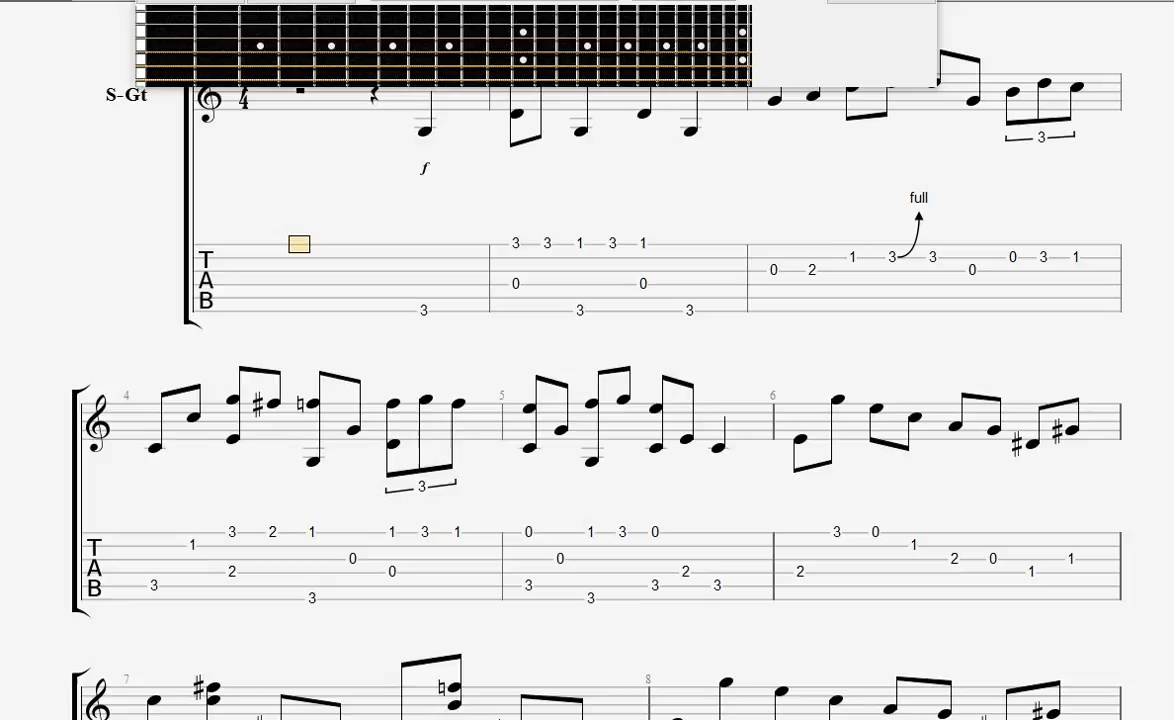 S-Gt
4
3
f
full
T
A
B
3 3 1 3 1
0 0
3 3 3
1 3 3 0 3 1
0 2 0
4 5 6
3 3
T
A
B
3 2 1 1 3 1 0 1 3 0 3 0
1 1
0 0 2 0 1
2 0 2 2 1
3 3 3 3
3 3
7 8